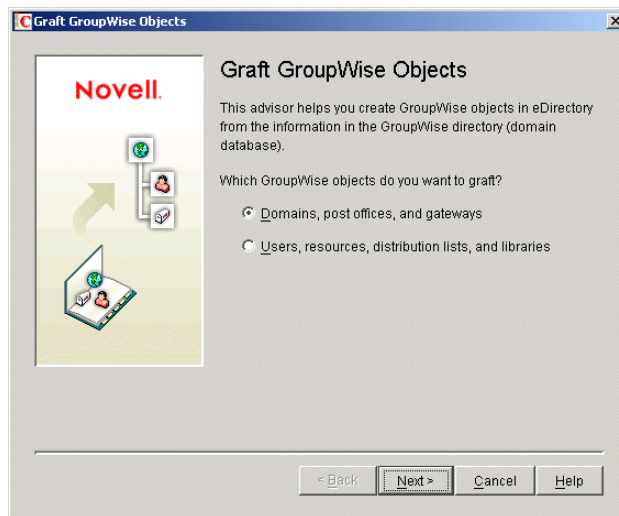 Graft GroupWise Objects
Novell.
Graft GroupWise Objects
This advisor helps you create GroupWise objects in eDirectory
from the information in the GroupWise directory (domain
database).
Which GroupWise objects do you want to graft?
Domains, post offices, and gateways
Users, resources, distribution lists, and libraries
< Back
Next >
Cancel
Help